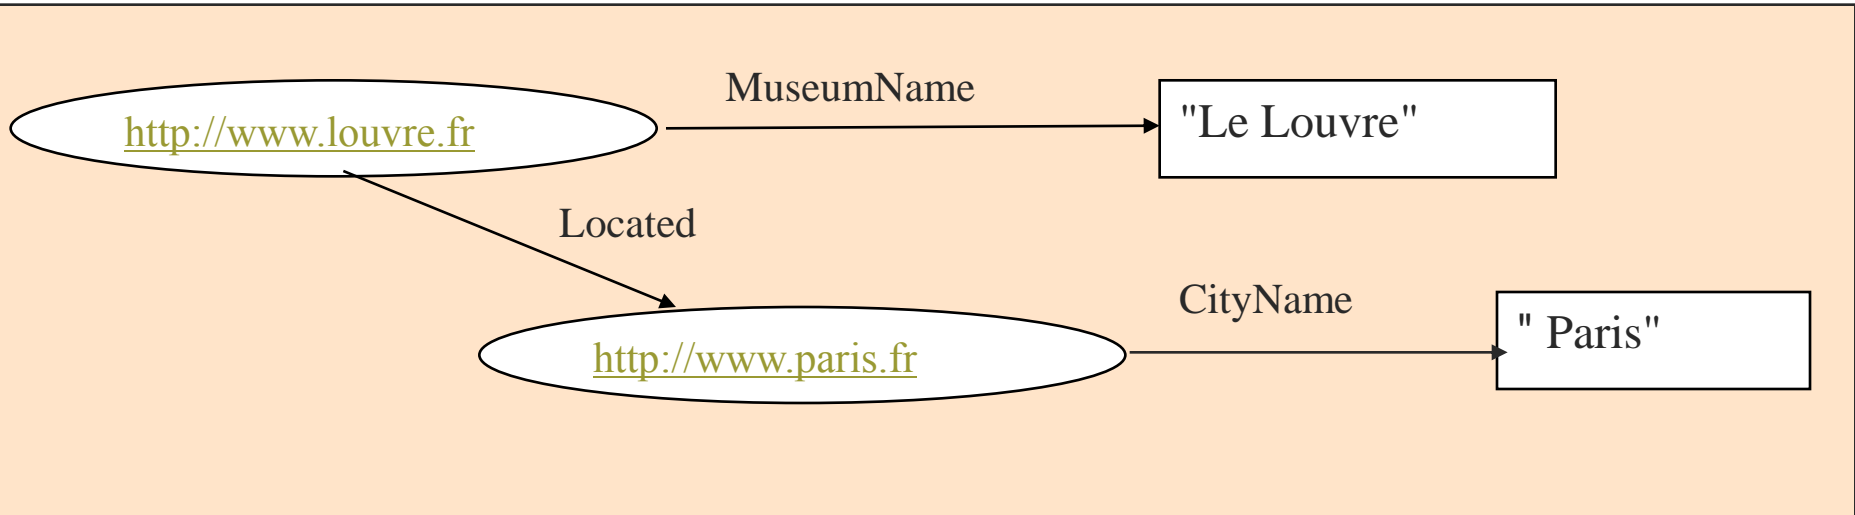 MuseumName
http://www.louvre.fr
"Le Louvre"
Located
CityName
http://www.paris.fr
" Paris"